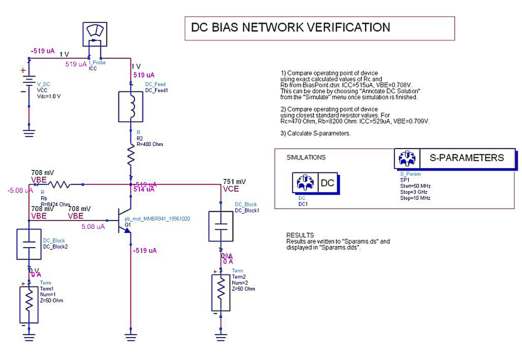 DC BIAS NETWORK VERIFICATION
-519 uA
1 V
519 uA
I_Probe
ICC
1 V
V_DC
VCC
Vdc=1.0 V
DC_Feed
DC_Feed1
R
R2
R=480 Ohm
1) Compare operating point of device
using exact calculated values of Rc and
Rb from BiasPoint.dsn: ICC=515uA, VBE=0.708V.
This can be done by choosing "Annotate DC Solution"
from the "Simulate" menu once simulation is finished.
2) Compare operating point of device
using closest standard resistor values. For
Rc=470 Ohm, Rb=8200 Ohm: ICC=529uA, VBE=0.709V.
3) Calculate S-parameters.
SIMULATIONS
DC
DC
DC1
S-PARAMETERS
S_Param
SP1
Start=50 MHz
Stop=3 GHz
Step=10 MHz
RESULTS
Results are written to "Sparams.ds" and
displayed in "Sparams.dds".
708 mV
VBE
-5.08 uA
R
Rb
519 uA
514 uA
751 mV
VCE
708 mV
VBE
708 mV
VBE
5.08 uA
Q1
-519 uA
DC_Block
DC_Block2
DC_Block
DC_Block1
0 V
0 A
0 A
Term
Term1
Num=1
Z=50 Ohm
Term
Term2
Num=2
Z=50 Ohm